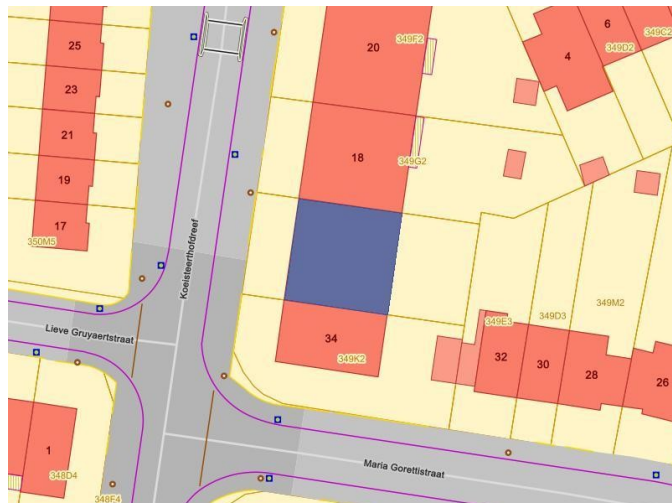 25
23
21
19
17
350M5
20
349F2
18
349G2
4
6
349D2
349C2
Koeisteerthofdreef
Lieve Gruyaertstraat
34
349K2
349E3
349D3
349M2
32
30
28
26
Maria Gorettistraat
1
348D4
348F4